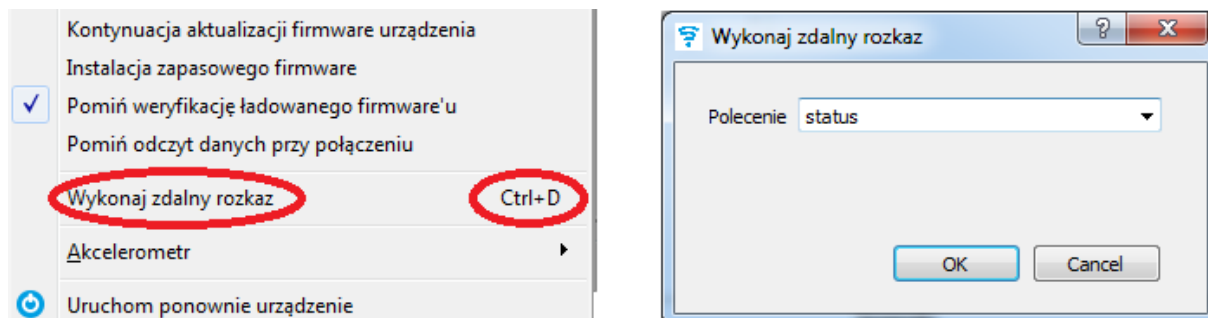 Kontynuacja aktualizacji firmware urządzenia
Instalacja zapasowego firmware
Pomiń weryfikację ładowanego firmware'u
Pomiń odczyt danych przy połączeniu
Wykonaj zdalny rozkaz Ctrl+D
Akcelerometr
Uruchom ponownie urządzenie
Wykonaj zdalny rozkaz
Polecenie status
OK Cancel